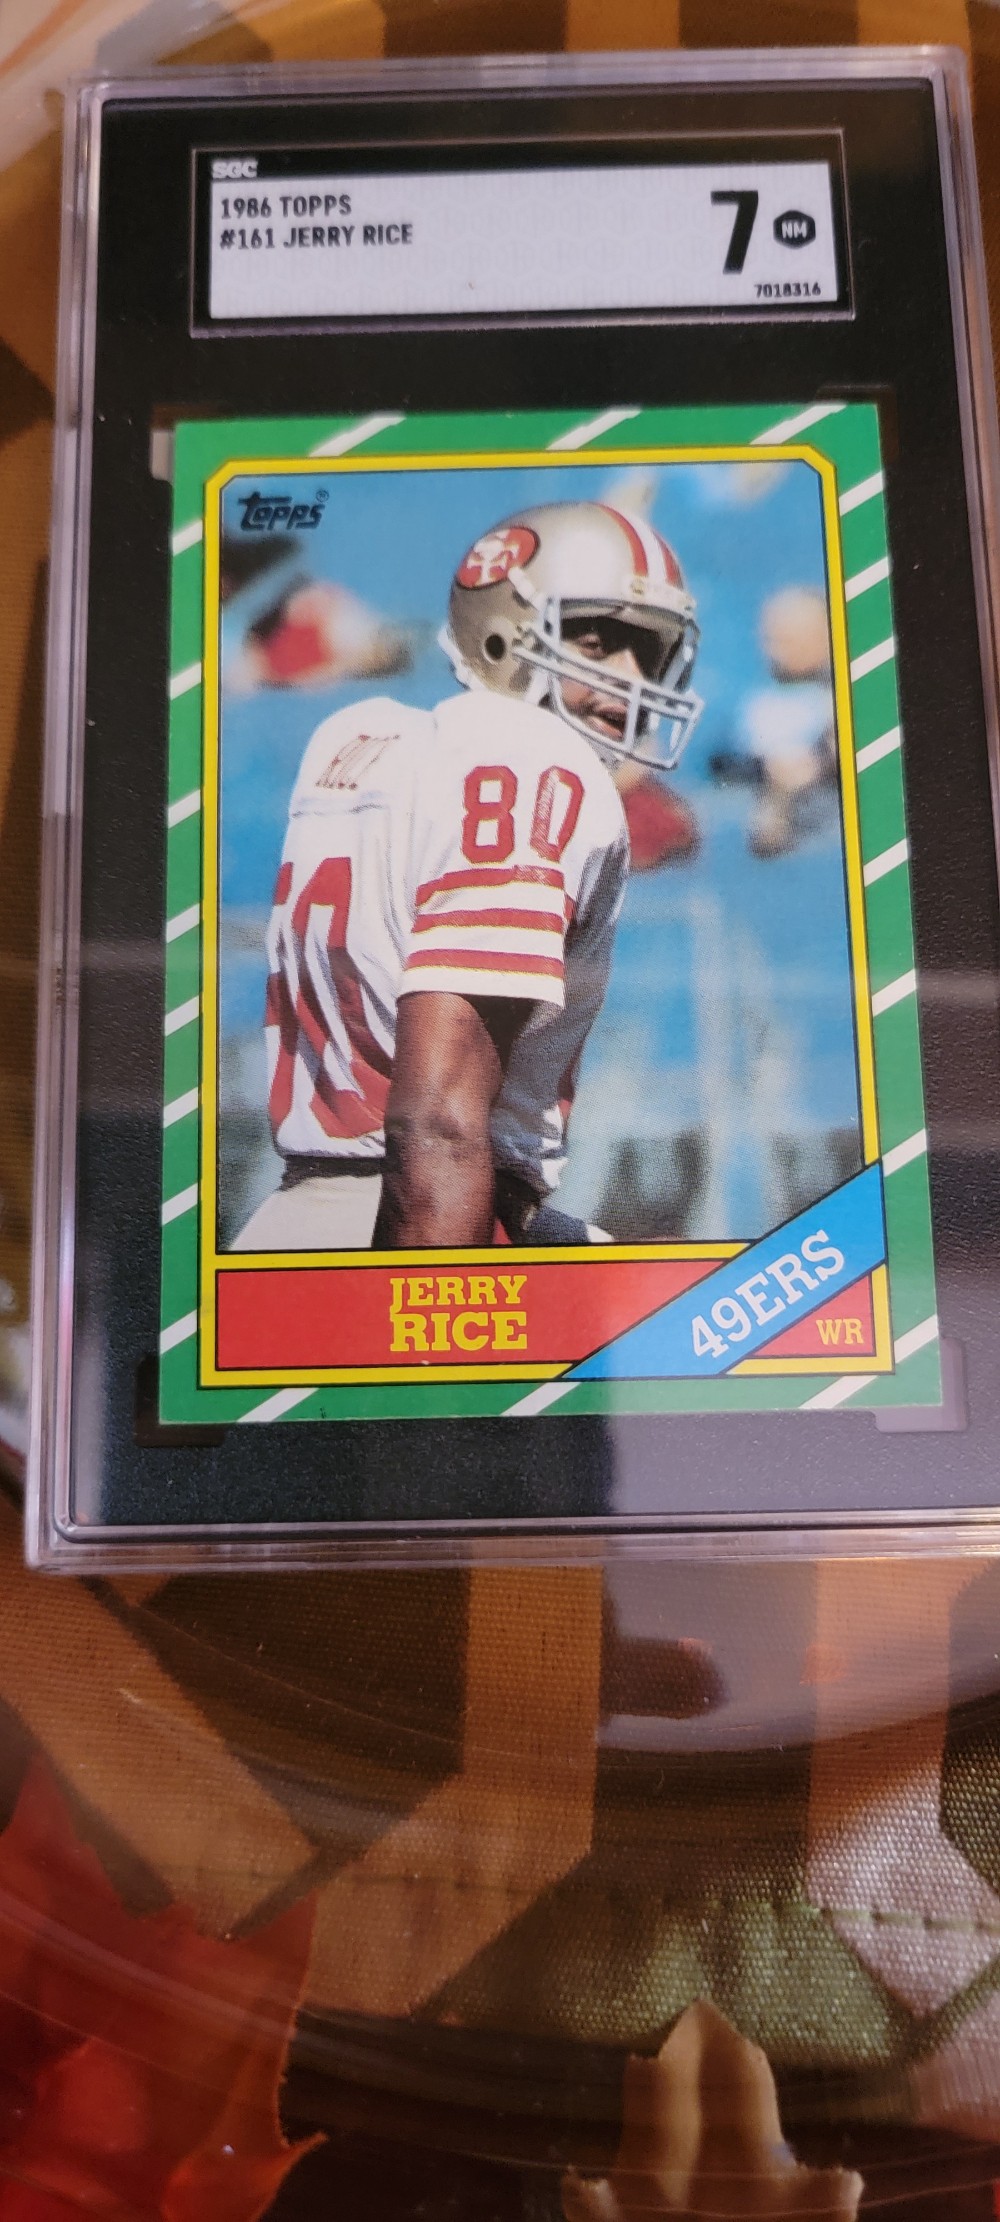 SGC
1986 TOPPS
#161 JERRY RICE
7 NM
7018316
Topps®
80
JERRY
RICE
49ERS
WR